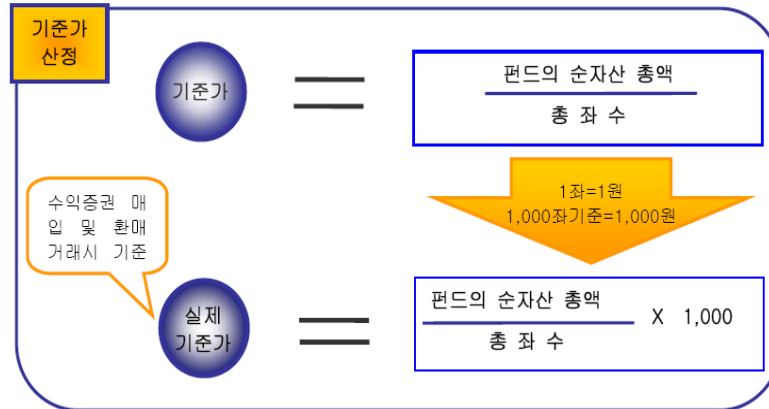 기준가
산정
기준가
펀드의 순자산 총액
총 좌 수
1좌=1원
1,000좌기준=1,000원
수익증권 매
입 및 환매
거래시 기준
실제
기준가
펀드의 순자산 총액
총 좌 수
X 1,000